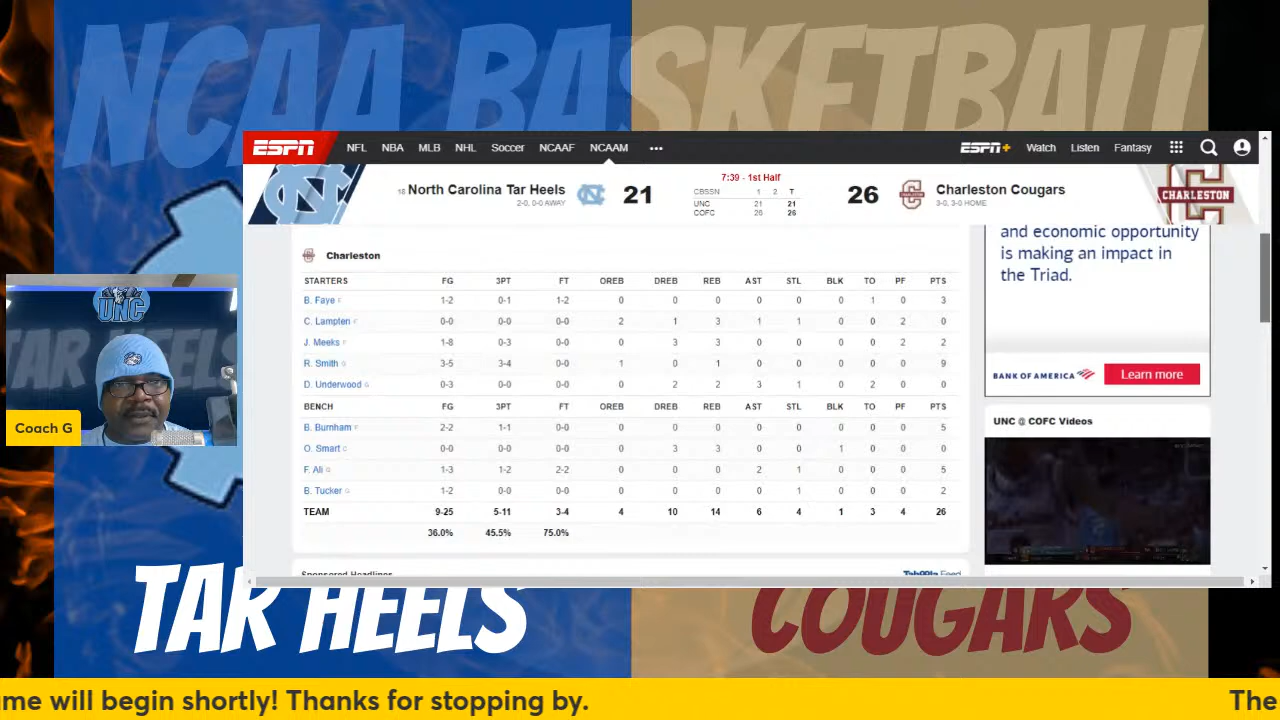 NCAA BASKETBALL
ESPN NFL NBA MLB NHL Soccer NCAAF NCAAM ••• ESPN+ Watch Listen Fantasy
18 North Carolina Tar Heels 21 7:39 - 1st Half 26 Charleston Cougars
2-0, 0-0 AWAY CBSSN 1 2 T 3-0, 3-0 HOME
UNC 21 21
COFC 26 26
CHARLESTON
Charleston
STARTERS FG 3PT FT OREB DREB REB AST STL BLK TO PF PTS
B. Faye F 1-2 0-1 1-2 0 0 0 0 0 0 1 0 3
C. Lampten F 0-0 0-0 0-0 2 1 3 1 1 0 0 2 0
J. Meeks F 1-8 0-3 0-0 0 3 3 0 0 0 0 2 2
R. Smith G 3-5 3-4 0-0 1 0 1 0 0 0 0 0 9
D. Underwood G 0-3 0-0 0-0 0 2 2 3 1 0 2 0 0
BENCH FG 3PT FT OREB DREB REB AST STL BLK TO PF PTS
B. Burnham F 2-2 1-1 0-0 0 0 0 0 0 0 0 0 5
O. Smart C 0-0 0-0 0-0 0 3 3 0 0 1 0 0 0
F. Ali G 1-3 1-2 2-2 0 0 0 2 1 0 0 0 5
B. Tucker G 1-2 0-0 0-0 0 0 0 0 1 0 0 0 2
TEAM 9-25 5-11 3-4 4 10 14 6 4 1 3 4 26
36.0% 45.5% 75.0%
Sponsored Headlines
Taboola Feed
and economic opportunity
is making an impact in
the Triad.
BANK OF AMERICA Learn more
UNC @ COFC Videos
UNC
TAR HEELS
Coach G
TAR HEELS
COUGARS
me will begin shortly! Thanks for stopping by.
The